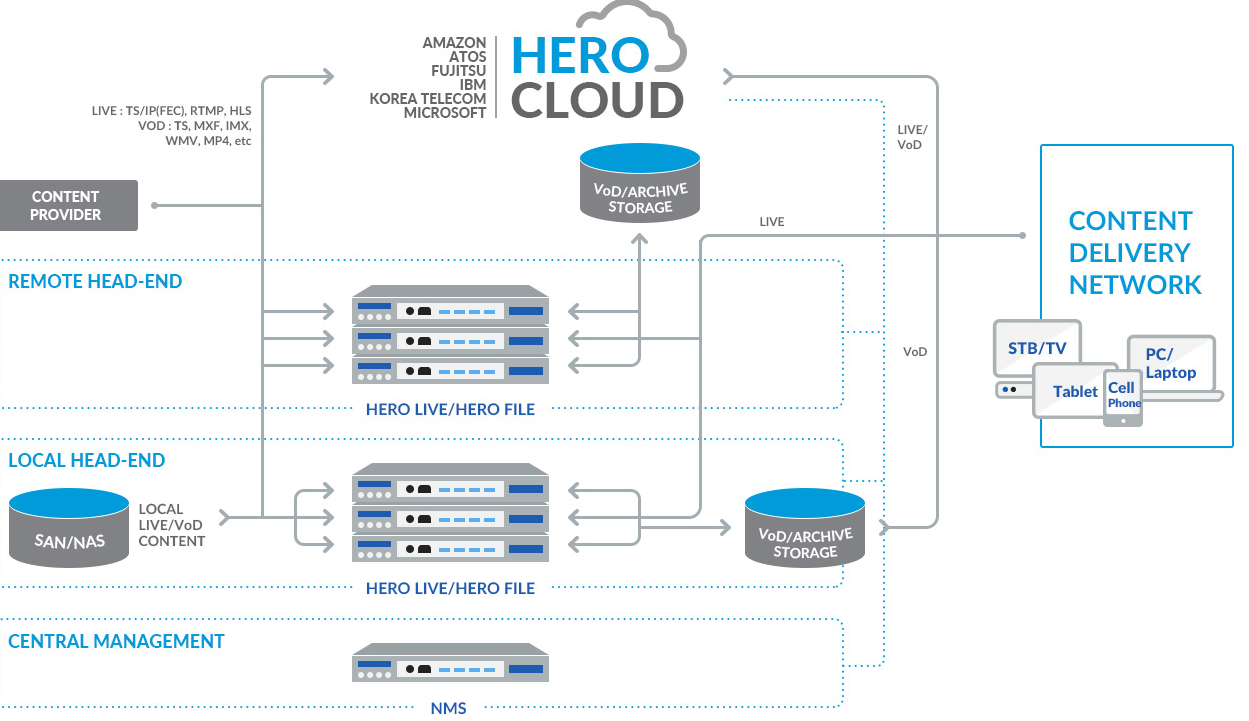 AMAZON
ATOS
FUJITSU
IBM
KOREA TELECOM
MICROSOFT
HERO
CLOUD
LIVE : TS/IP(FEC), RTMP, HLS
VOD : TS, MXF, IMX,
WMV, MP4, etc
LIVE/
VoD
CONTENT
PROVIDER
VoD/ARCHIVE
STORAGE
LIVE
CONTENT
DELIVERY
NETWORK
REMOTE HEAD-END
VoD
STB/TV
PC/
Laptop
Tablet
Cell
Phone
HERO LIVE/HERO FILE
LOCAL HEAD-END
SAN/NAS
LOCAL
LIVE/VoD
CONTENT
VoD/ARCHIVE
STORAGE
HERO LIVE/HERO FILE
CENTRAL MANAGEMENT
NMS